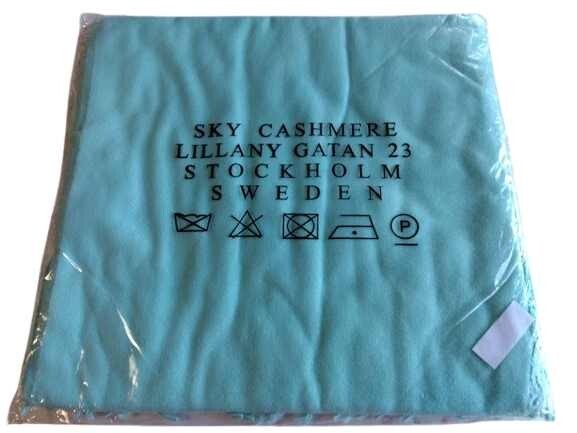 SKY CASHMERE
LILLANY GATAN 23
STOCKHOLM
SWEDEN
P